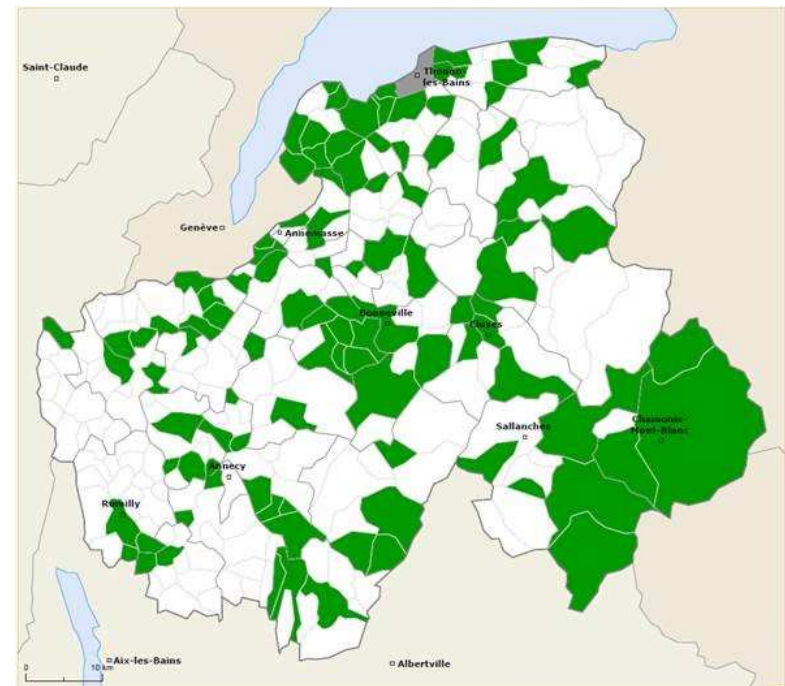 Saint-Claude
Thonon-
les-Bains
Genève
Annemasse
Bonneville
Cluses
Sallanches
Chamonix-
Mont-Blanc
Annecy
Rumilly
0 10 km
Aix-les-Bains
Albertville